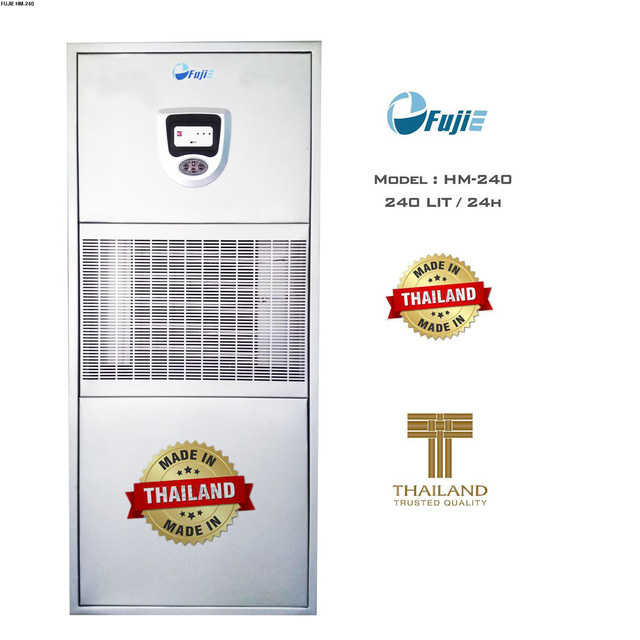 FUJIE HM-240
FujiE
FujiE
Model : HM-240
240 LIT / 24h
MADE IN
THAILAND
MADE IN
THAILAND
TRUSTED QUALITY
MADE IN
THAILAND
MADE IN